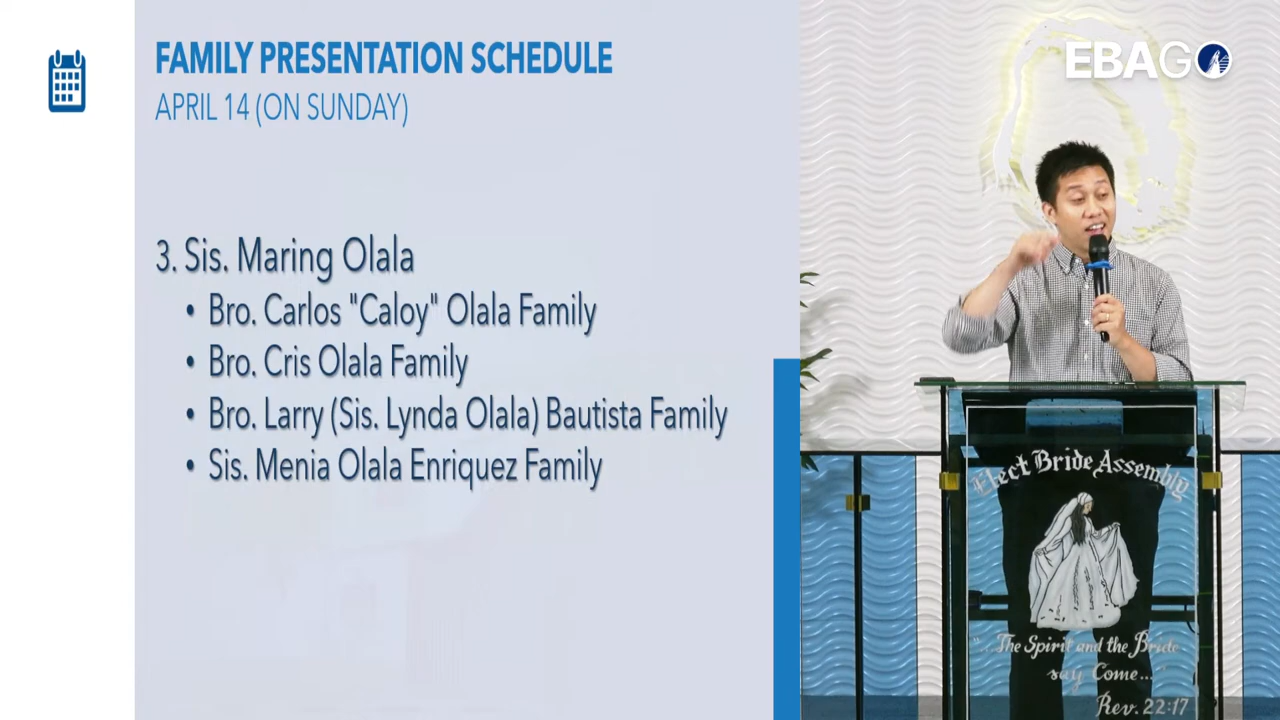 FAMILY PRESENTATION SCHEDULE
APRIL 14 (ON SUNDAY)
3. Sis. Maring Olala
• Bro. Carlos "Caloy" Olala Family
• Bro. Cris Olala Family
• Bro. Larry (Sis. Lynda Olala) Bautista Family
• Sis. Menia Olala Enriquez Family
EBAGO
Elect Bride Assembly
"...The Spirit and the Bride
say Come..."
Rev. 22:17